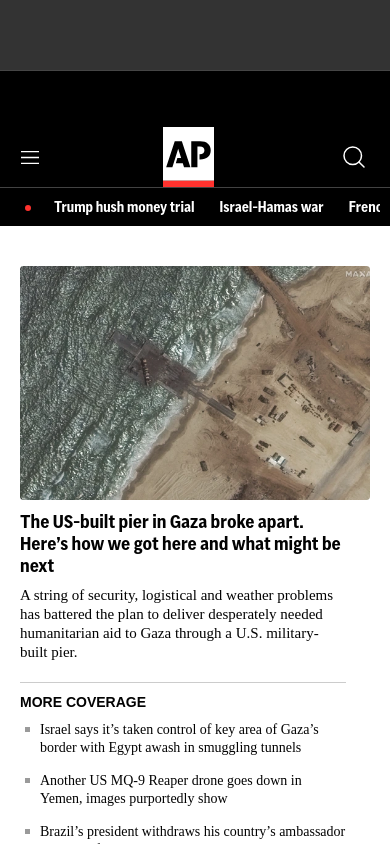 AP
Trump hush money trial Israel-Hamas war Frenc
The US-built pier in Gaza broke apart.
Here's how we got here and what might be
next
A string of security, logistical and weather problems
has battered the plan to deliver desperately needed
humanitarian aid to Gaza through a U.S. military-
built pier.
MORE COVERAGE
Israel says it's taken control of key area of Gaza's
border with Egypt awash in smuggling tunnels
Another US MQ-9 Reaper drone goes down in
Yemen, images purportedly show
Brazil's president withdraws his country's ambassador